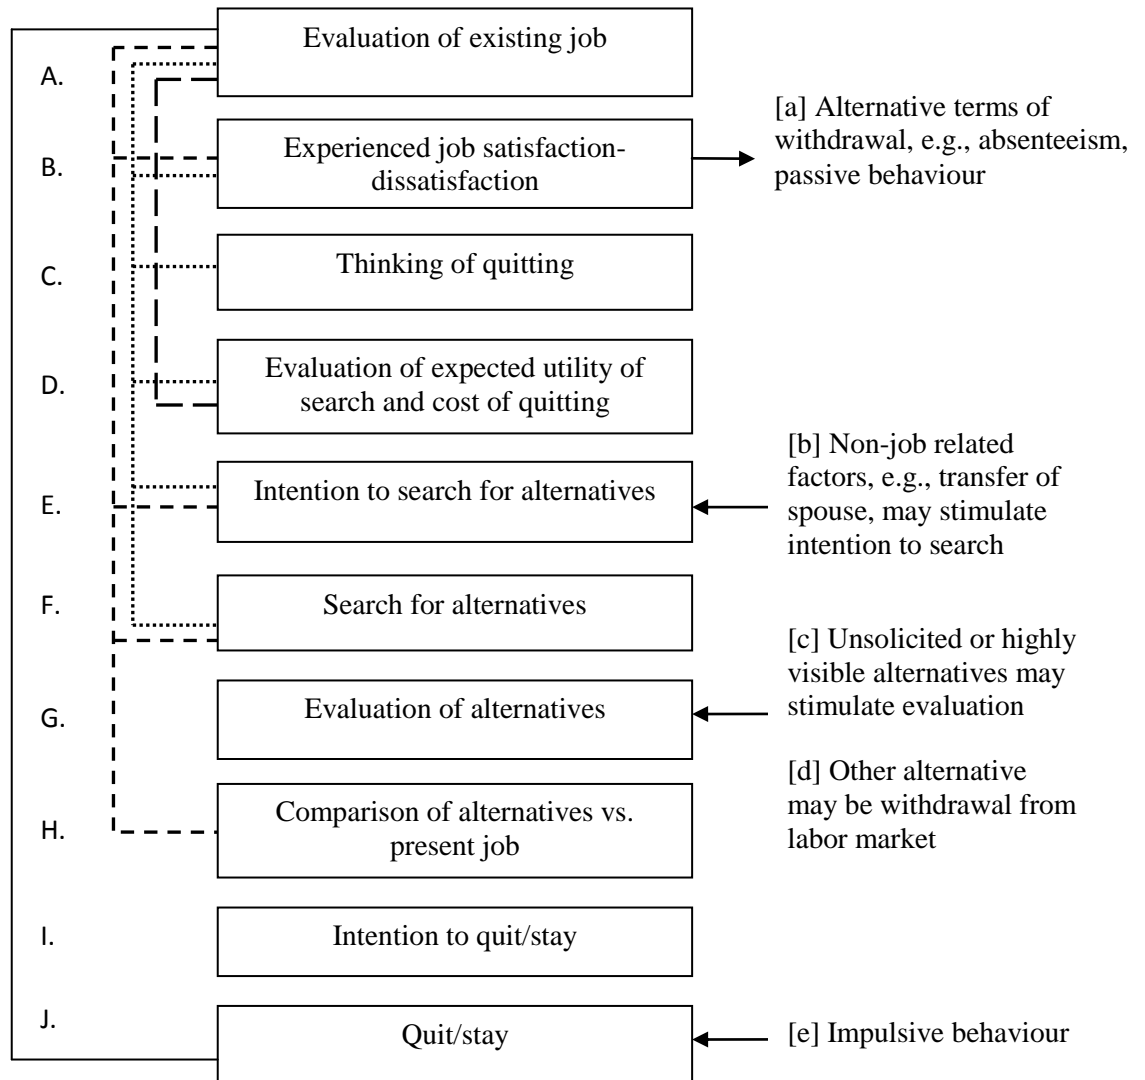 Evaluation of existing job
A.
[a] Alternative terms of
withdrawal, e.g., absenteeism,
passive behaviour
Experienced job satisfaction-
dissatisfaction
B.
Thinking of quitting
C.
Evaluation of expected utility of
search and cost of quitting
D.
[b] Non-job related
factors, e.g., transfer of
spouse, may stimulate
intention to search
Intention to search for alternatives
E.
Search for alternatives
F.
[c] Unsolicited or highly
visible alternatives may
stimulate evaluation
Evaluation of alternatives
G.
[d] Other alternative
may be withdrawal from
labor market
Comparison of alternatives vs.
present job
H.
Intention to quit/stay
I.
J.
Quit/stay
[e] Impulsive behaviour